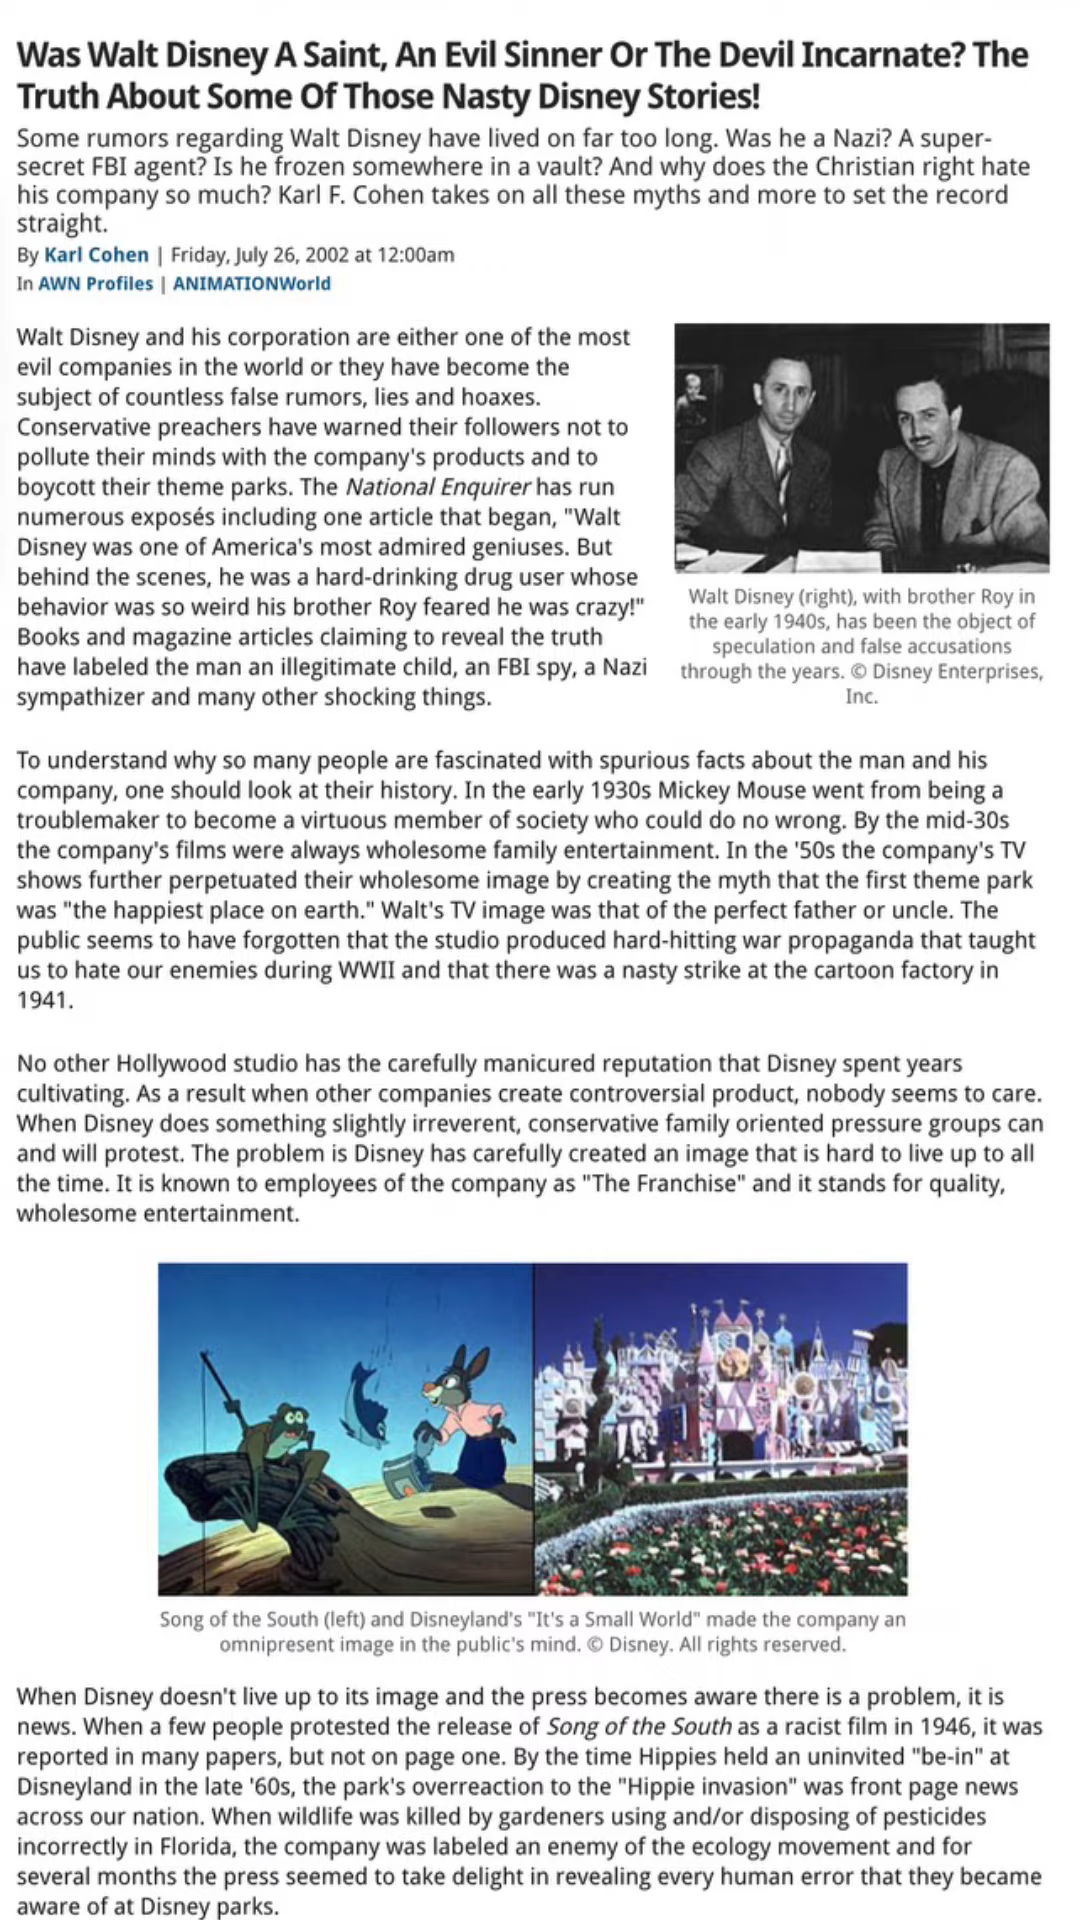 Was Walt Disney A Saint, An Evil Sinner Or The Devil Incarnate? The
Truth About Some Of Those Nasty Disney Stories!
Some rumors regarding Walt Disney have lived on far too long. Was he a Nazi? A super-
secret FBI agent? Is he frozen somewhere in a vault? And why does the Christian right hate
his company so much? Karl F. Cohen takes on all these myths and more to set the record
straight.
By Karl Cohen | Friday, July 26, 2002 at 12:00am
In AWN Profiles | ANIMATIONWorld
Walt Disney and his corporation are either one of the most
evil companies in the world or they have become the
subject of countless false rumors, lies and hoaxes.
Conservative preachers have warned their followers not to
pollute their minds with the company's products and to
boycott their theme parks. The National Enquirer has run
numerous exposés including one article that began, "Walt
Disney was one of America's most admired geniuses. But
behind the scenes, he was a hard-drinking drug user whose
behavior was so weird his brother Roy feared he was crazy!"
Books and magazine articles claiming to reveal the truth
have labeled the man an illegitimate child, an FBI spy, a Nazi
sympathizer and many other shocking things.
Walt Disney (right), with brother Roy in
the early 1940s, has been the object of
speculation and false accusations
through the years. © Disney Enterprises,
Inc.
To understand why so many people are fascinated with spurious facts about the man and his
company, one should look at their history. In the early 1930s Mickey Mouse went from being a
troublemaker to become a virtuous member of society who could do no wrong. By the mid-30s
the company's films were always wholesome family entertainment. In the '50s the company's TV
shows further perpetuated their wholesome image by creating the myth that the first theme park
was "the happiest place on earth." Walt's TV image was that of the perfect father or uncle. The
public seems to have forgotten that the studio produced hard-hitting war propaganda that taught
us to hate our enemies during WWII and that there was a nasty strike at the cartoon factory in
1941.
No other Hollywood studio has the carefully manicured reputation that Disney spent years
cultivating. As a result when other companies create controversial product, nobody seems to care.
When Disney does something slightly irreverent, conservative family oriented pressure groups can
and will protest. The problem is Disney has carefully created an image that is hard to live up to all
the time. It is known to employees of the company as "The Franchise" and it stands for quality,
wholesome entertainment.
Song of the South (left) and Disneyland's "It's a Small World" made the company an
omnipresent image in the public's mind. © Disney. All rights reserved.
When Disney doesn't live up to its image and the press becomes aware there is a problem, it is
news. When a few people protested the release of Song of the South as a racist film in 1946, it was
reported in many papers, but not on page one. By the time Hippies held an uninvited "be-in" at
Disneyland in the late '60s, the park's overreaction to the "Hippie invasion" was front page news
across our nation. When wildlife was killed by gardeners using and/or disposing of pesticides
incorrectly in Florida, the company was labeled an enemy of the ecology movement and for
several months the press seemed to take delight in revealing every human error that they became
aware of at Disney parks.